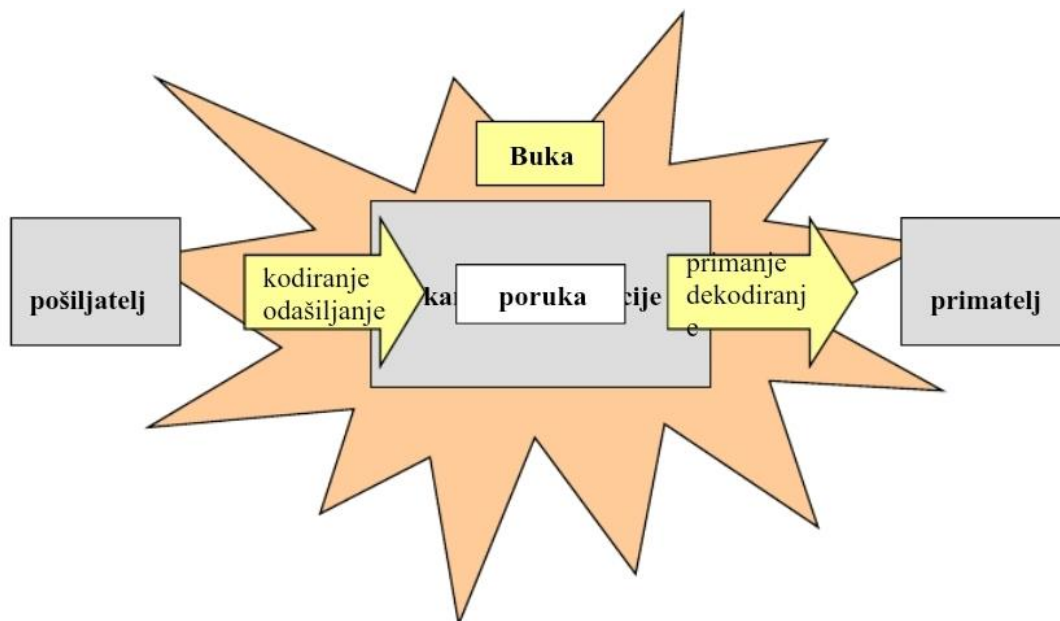 Buka
pošiljatelj
kodiranje
odašiljanje
poruka
primanje
dekodiranj
e
primatelj